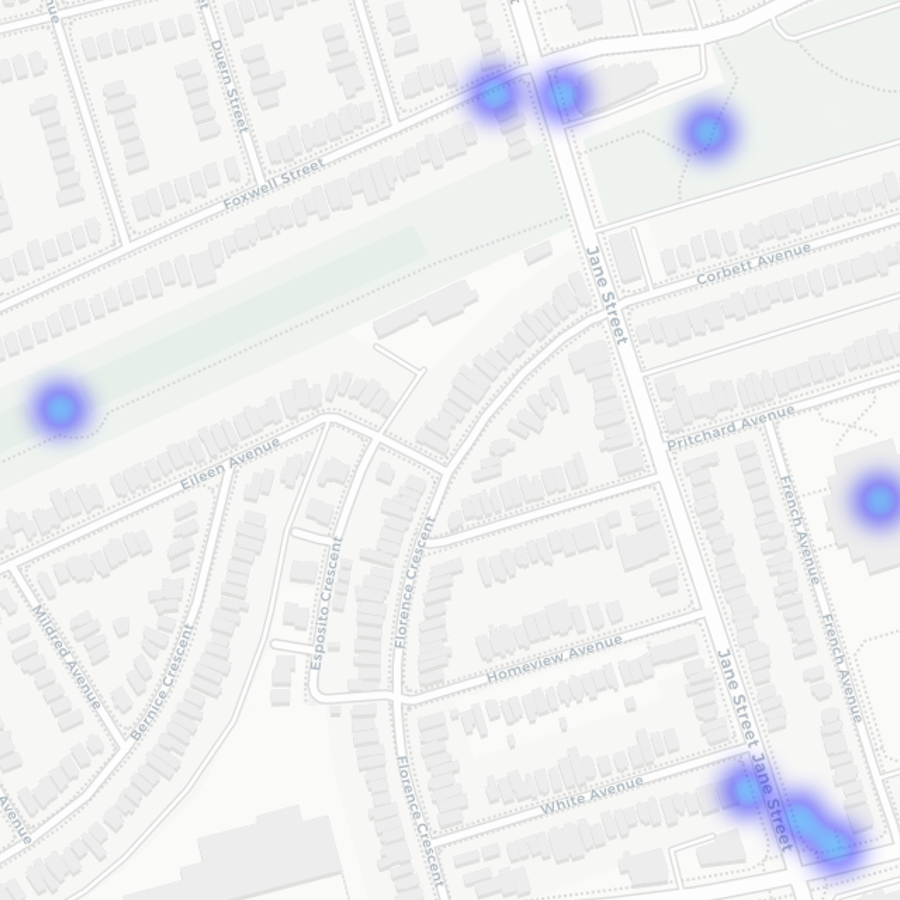 Duern Street
Foxwell Street
Jane Street
Corbett Avenue
Pritchard Avenue
Eileen Avenue
French Avenue
Florence Crescent
Esposito Crescent
Mildred Avenue
Bernice Crescent
Homeview Avenue
French Avenue
Jane Street
Jane Street
Florence Crescent
White Avenue
Avenue